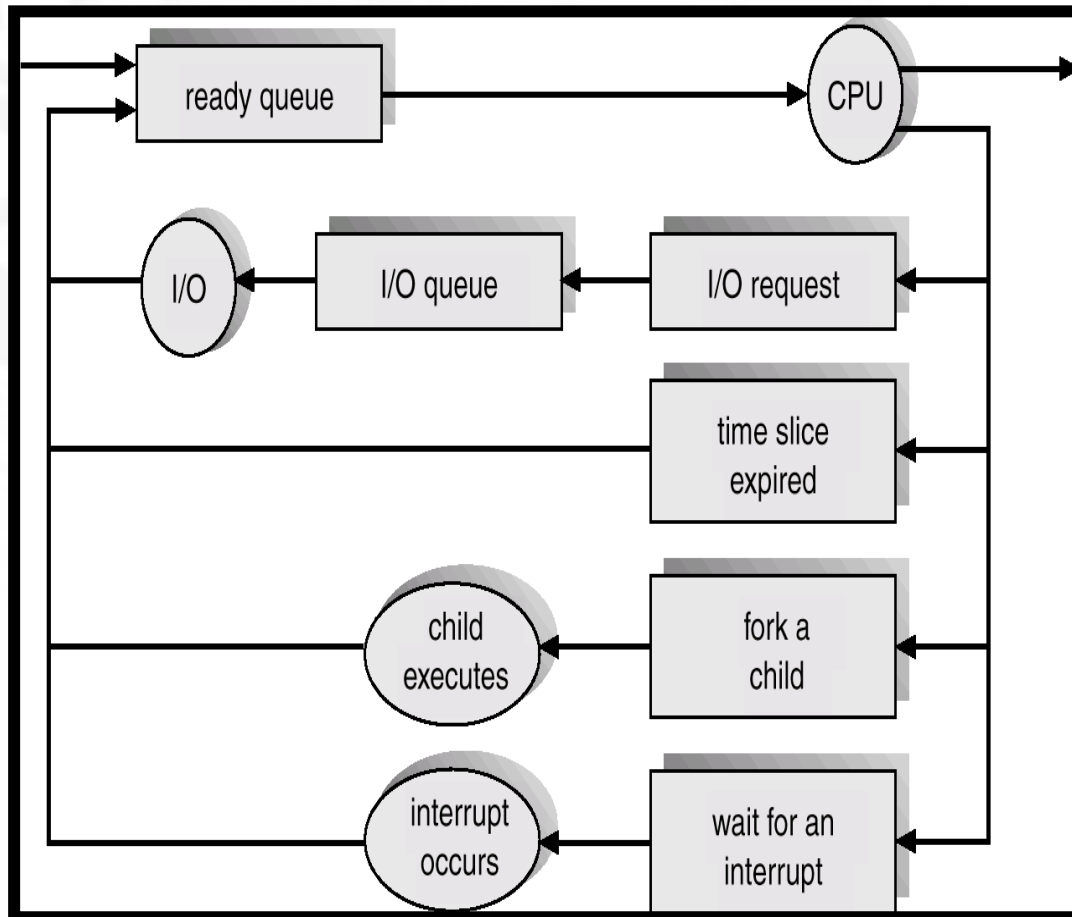 ready queue
CPU
I/O
I/O queue
I/O request
time slice
expired
child
executes
fork a
child
interrupt
occurs
wait for an
interrupt